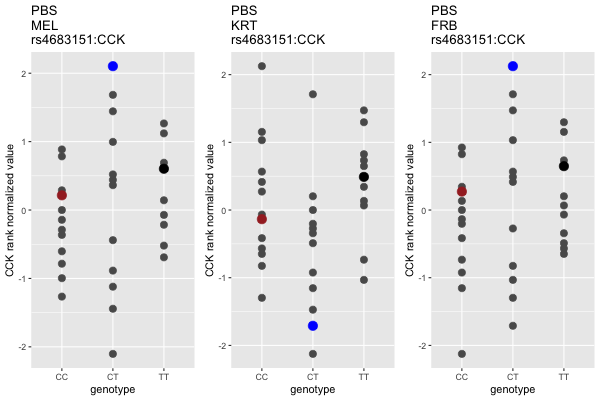 PBS
MEL
rs4683151:CCK
PBS
KRT
rs4683151:CCK
PBS
FRB
rs4683151:CCK
CCK rank normalized value
2
1
0
-1
-2
CC
CT
TT
genotype
CCK rank normalized value
2
1
0
-1
-2
CC
CT
TT
genotype
CCK rank normalized value
2
1
0
-1
-2
CC
CT
TT
genotype